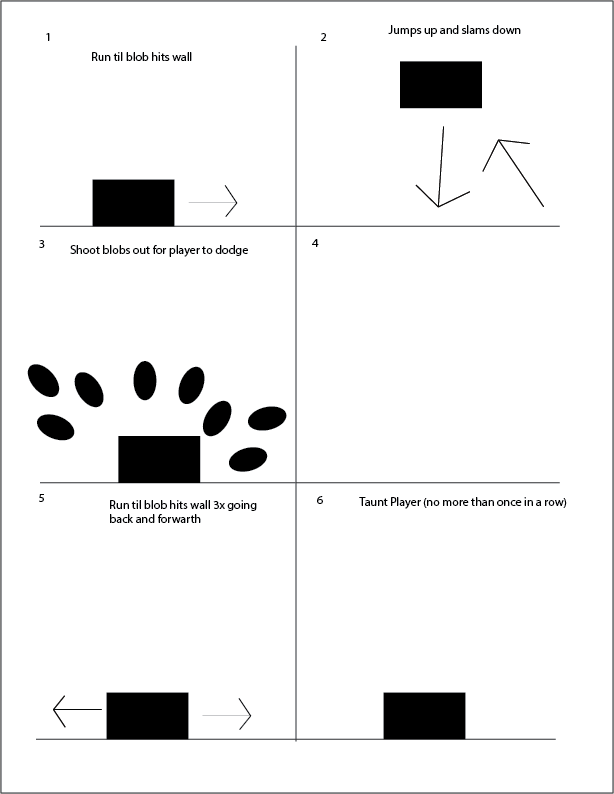 1
Run til blob hits wall
2
Jumps up and slams down
3
Shoot blobs out for player to dodge
4
5
Run til blob hits wall 3x going
back and forwarth
6
Taunt Player (no more than once in a row)